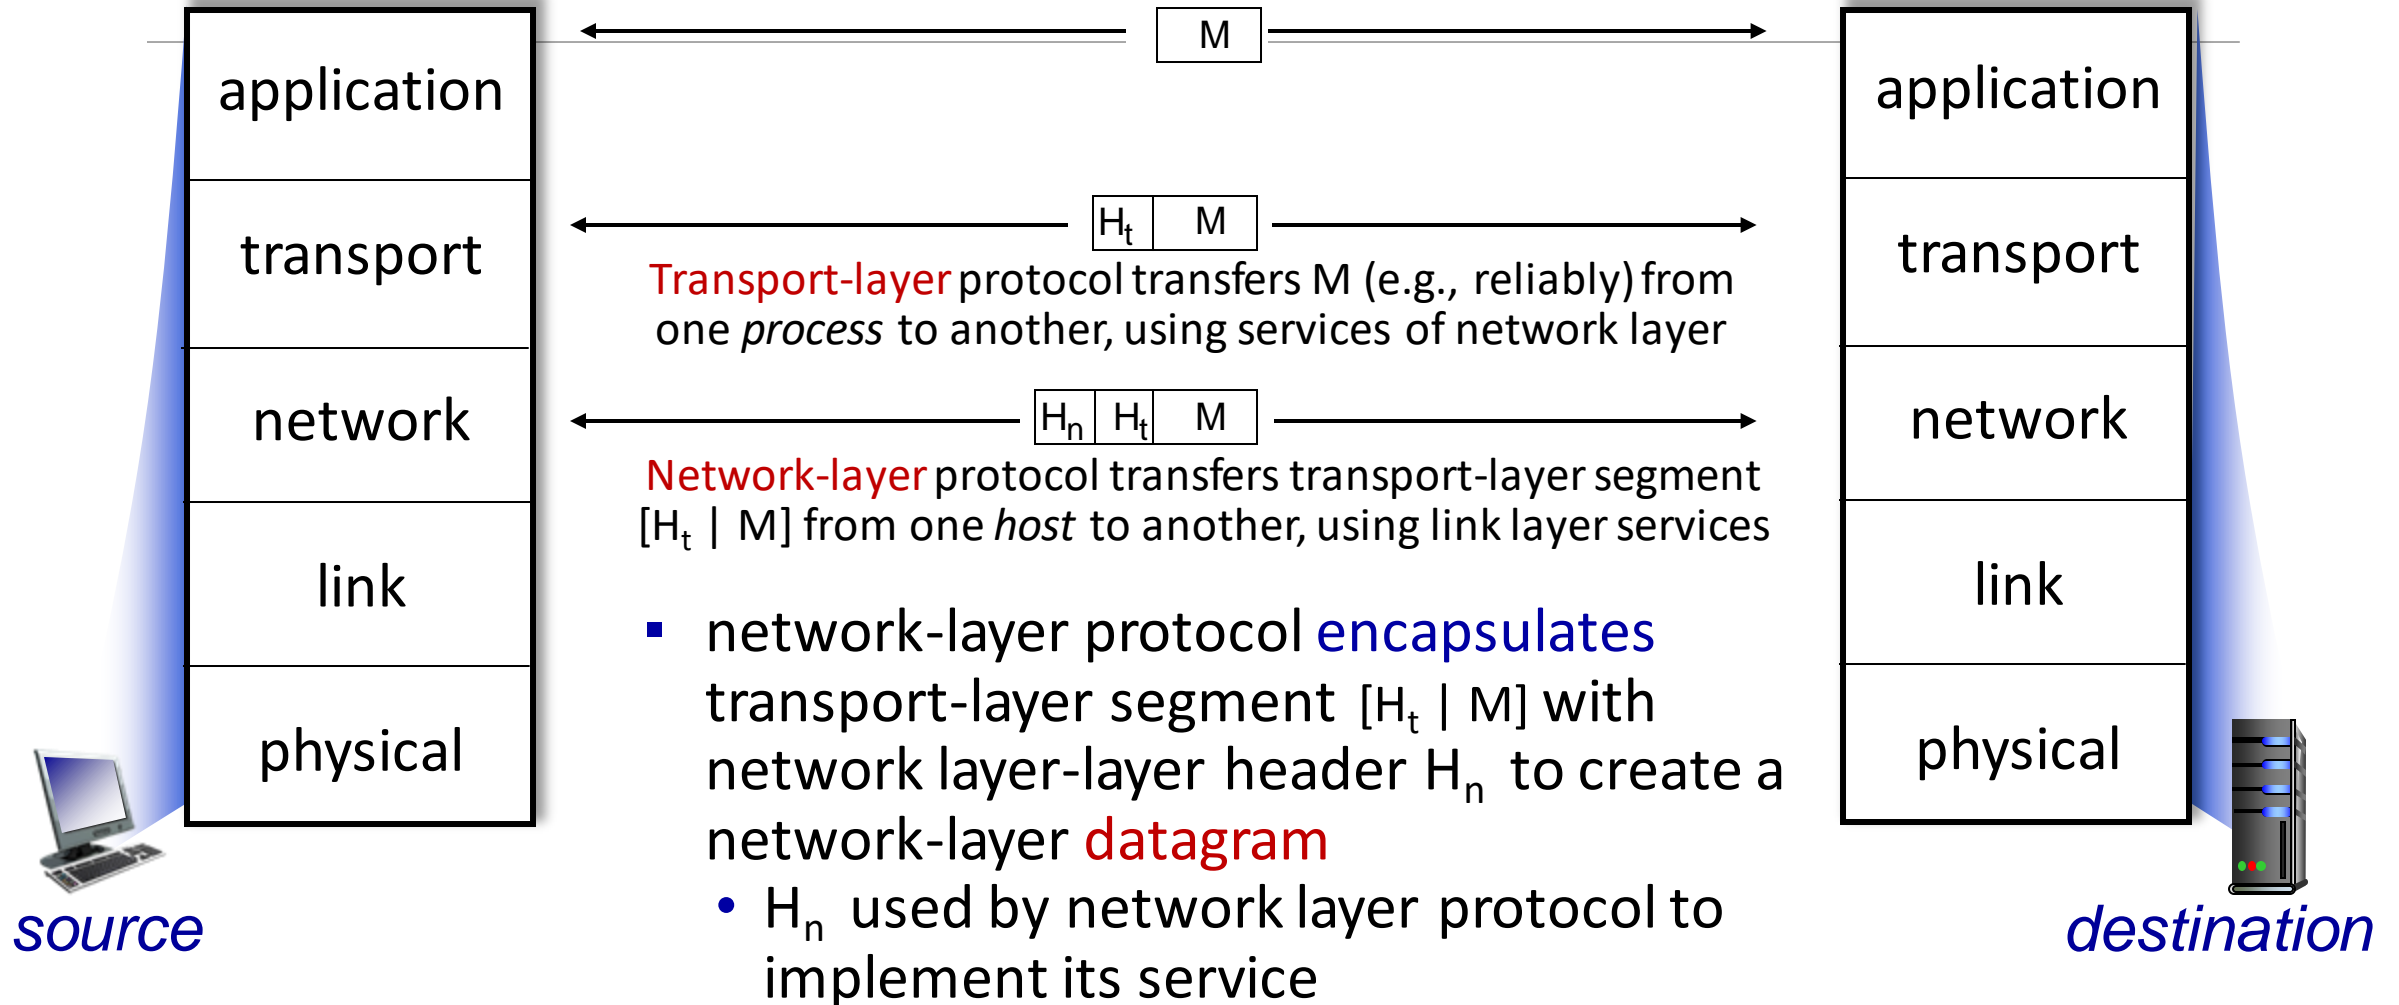 application
M
application
transport
Ht M
transport
Transport-layer protocol transfers M (e.g., reliably) from
one process to another, using services of network layer
network
Hn Ht M
network
Network-layer protocol transfers transport-layer segment
[Ht | M] from one host to another, using link layer services
link
link
▪ network-layer protocol encapsulates
transport-layer segment [Ht | M] with
network layer-layer header Hn to create a
network-layer datagram
• Hn used by network layer protocol to
implement its service
physical
physical
source
destination